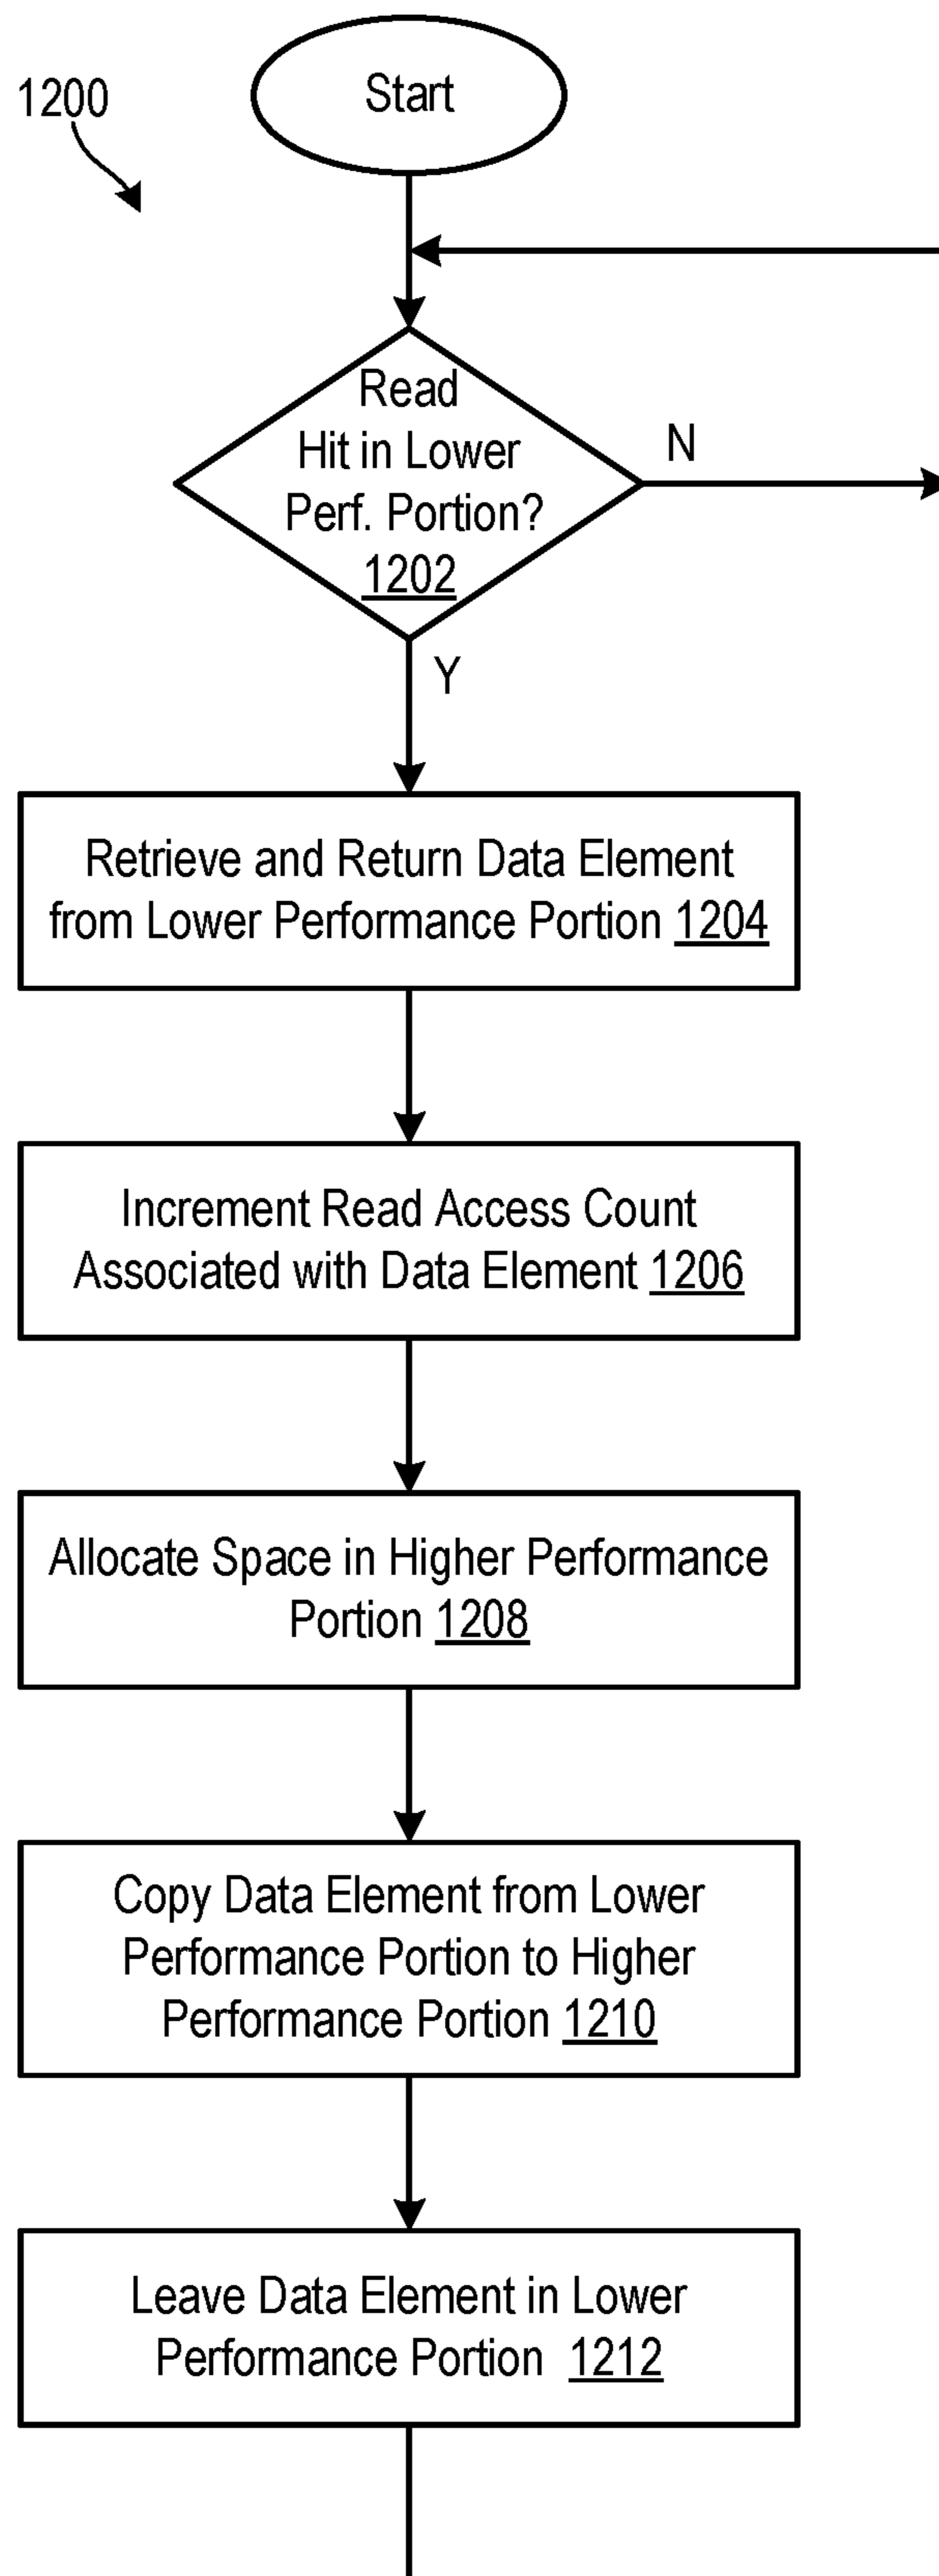 1200
Start
Read
Hit in Lower
Perf. Portion?
1202
N
Y
Retrieve and Return Data Element
from Lower Performance Portion 1204
Increment Read Access Count
Associated with Data Element 1206
Allocate Space in Higher Performance
Portion 1208
Copy Data Element from Lower
Performance Portion to Higher
Performance Portion 1210
Leave Data Element in Lower
Performance Portion 1212